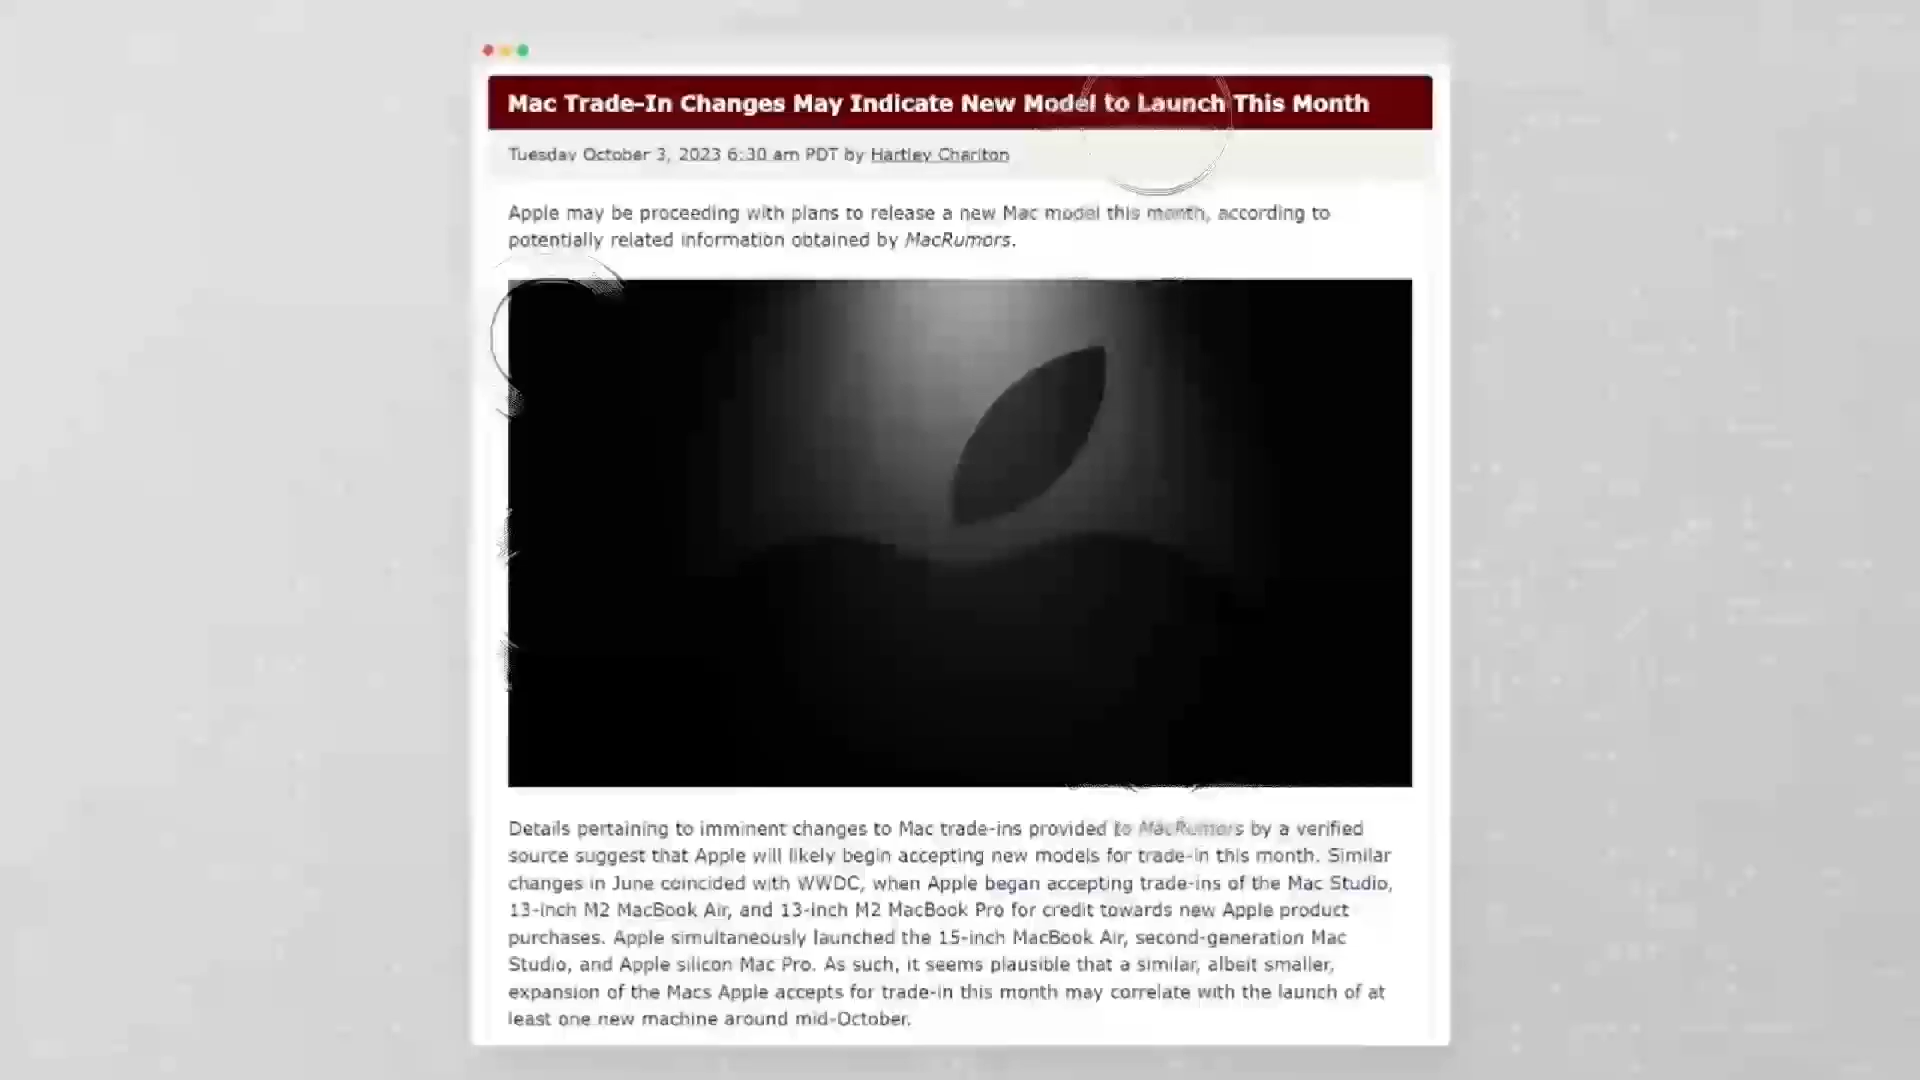 Mac Trade-In Changes May Indicate New Model to Launch This Month
Tuesday October 3, 2023 6:30 am PDT by Hartley Charlton
Apple may be proceeding with plans to release a new Mac model this month, according to
potentially related information obtained by MacRumors.
Details pertaining to imminent changes to Mac trade-ins provided to MacRumors by a verified
source suggest that Apple will likely begin accepting new models for trade-in this month. Similar
changes in June coincided with WWDC, when Apple began accepting trade-ins of the Mac Studio,
13-inch M2 MacBook Air, and 13-inch M2 MacBook Pro for credit towards new Apple product
purchases. Apple simultaneously launched the 15-inch MacBook Air, second-generation Mac
Studio, and Apple silicon Mac Pro. As such, it seems plausible that a similar, albeit smaller,
expansion of the Macs Apple accepts for trade-in this month may correlate with the launch of at
least one new machine around mid-October.